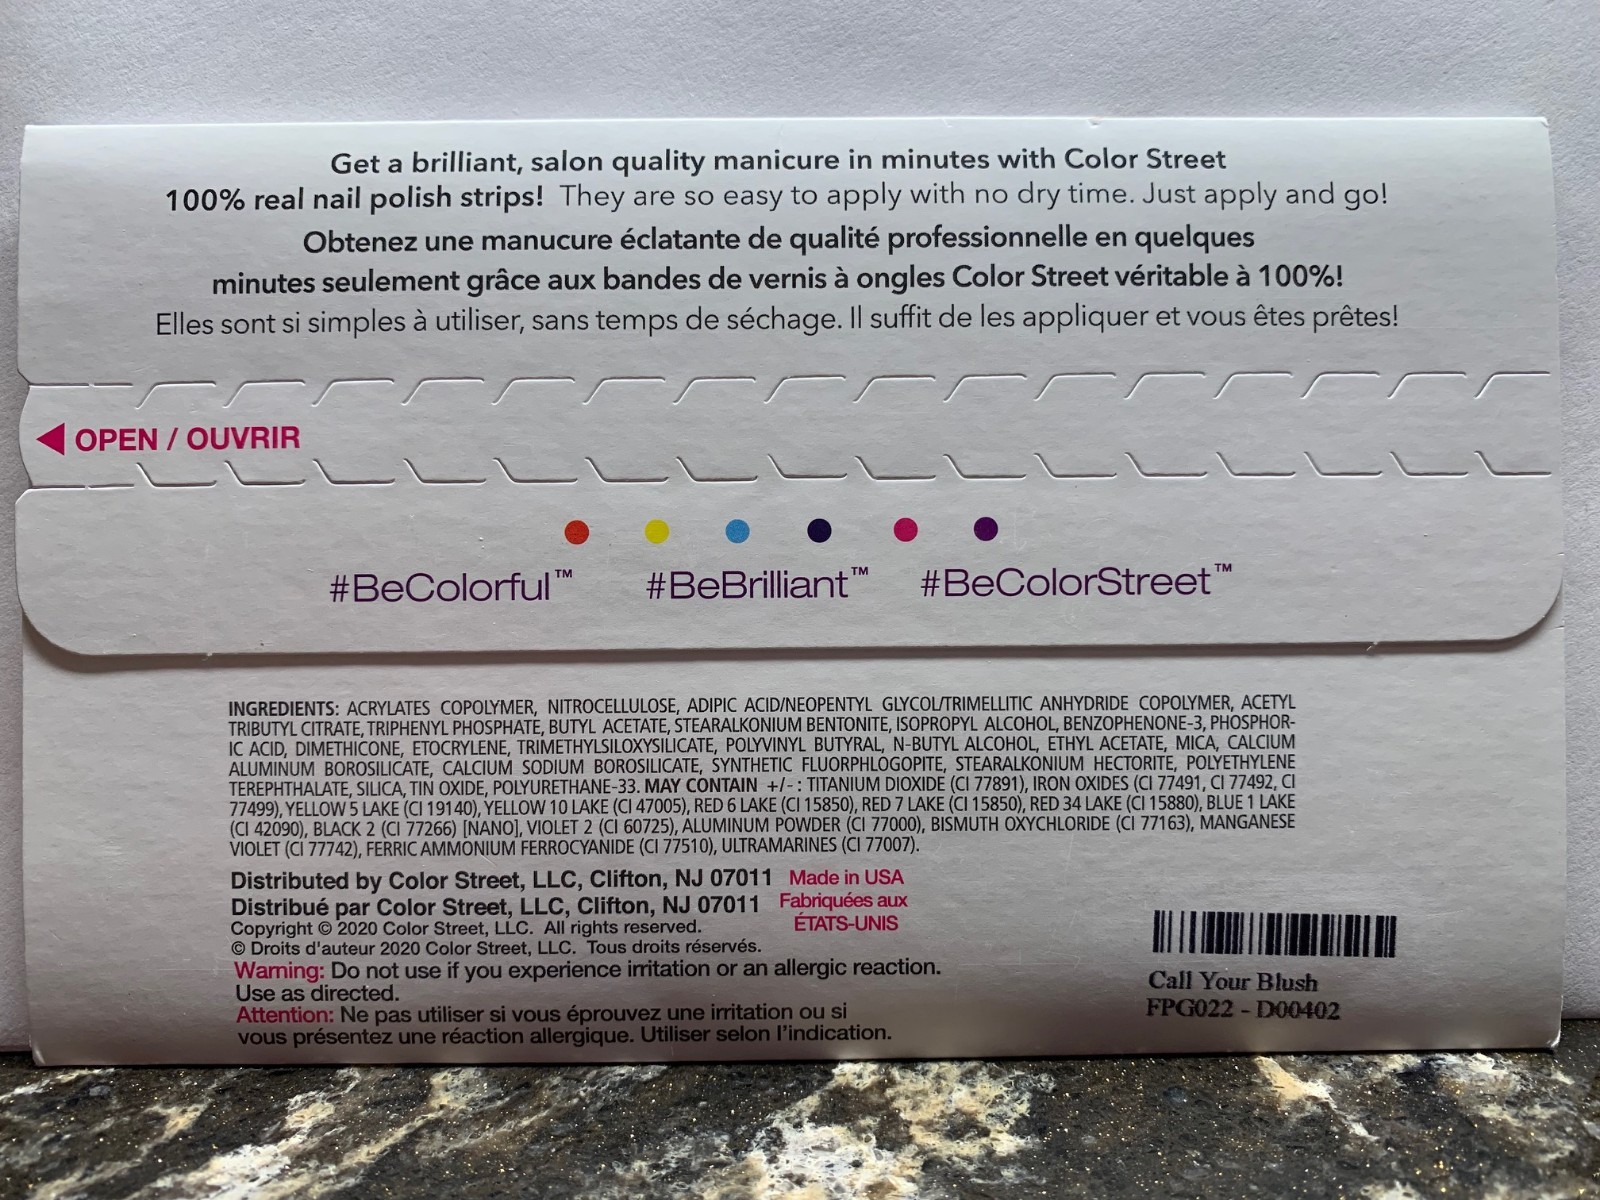 Get a brilliant, salon quality manicure in minutes with Color Street
100% real nail polish strips! They are so easy to apply with no dry time. Just apply and go!
Obtenez une manucure éclatante de qualité professionnelle en quelques
minutes seulement grâce aux bandes de vernis à ongles Color Street véritable à 100%!
Elles sont si simples à utiliser, sans temps de séchage. Il suffit de les appliquer et vous êtes prêtes!
OPEN / OUVRIR
#BeColorful™ #BeBrilliant™ #BeColorStreet™
INGREDIENTS: ACRYLATES COPOLYMER, NITROCELLULOSE, ADIPIC ACID/NEOPENTYL GLYCOL/TRIMELLITIC ANHYDRIDE COPOLYMER, ACETYL
TRIBUTYL CITRATE, TRIPHENYL PHOSPHATE, BUTYL ACETATE, STEARALKONIUM BENTONITE, ISOPROPYL ALCOHOL, BENZOPHENONE-3, PHOSPHOR-
IC ACID, DIMETHICONE, ETOCRYLENE, TRIMETHYLSILOXYSILICATE, POLYVINYL BUTYRAL, N-BUTYL ALCOHOL, ETHYL ACETATE, MICA, CALCIUM
ALUMINUM BOROSILICATE, CALCIUM SODIUM BOROSILICATE, SYNTHETIC FLUORPHLOGOPITE, STEARALKONIUM HECTORITE, POLYETHYLENE
TEREPHTHALATE, SILICA, TIN OXIDE, POLYURETHANE-33. MAY CONTAIN +/- : TITANIUM DIOXIDE (CI 77891), IRON OXIDES (CI 77491, CI 77492, CI
77499), YELLOW 5 LAKE (CI 19140), YELLOW 10 LAKE (CI 47005), RED 6 LAKE (CI 15850), RED 7 LAKE (CI 15850), RED 34 LAKE (CI 15880), BLUE 1 LAKE
(CI 42090), BLACK 2 (CI 77266) [NANO], VIOLET 2 (CI 60725), ALUMINUM POWDER (CI 77000), BISMUTH OXYCHLORIDE (CI 77163), MANGANESE
VIOLET (CI 77742), FERRIC AMMONIUM FERROCYANIDE (CI 77510), ULTRAMARINES (CI 77007).
Distributed by Color Street, LLC, Clifton, NJ 07011
Distribué par Color Street, LLC, Clifton, NJ 07011
Made in USA
Fabriquées aux
ÉTATS-UNIS
Copyright © 2020 Color Street, LLC. All rights reserved.
© Droits d'auteur 2020 Color Street, LLC. Tous droits réservés.
Warning: Do not use if you experience irritation or an allergic reaction.
Use as directed.
Attention: Ne pas utiliser si vous éprouvez une irritation ou si
vous présentez une réaction allergique. Utiliser selon l'indication.
Call Your Blush
FPG022 - D00402